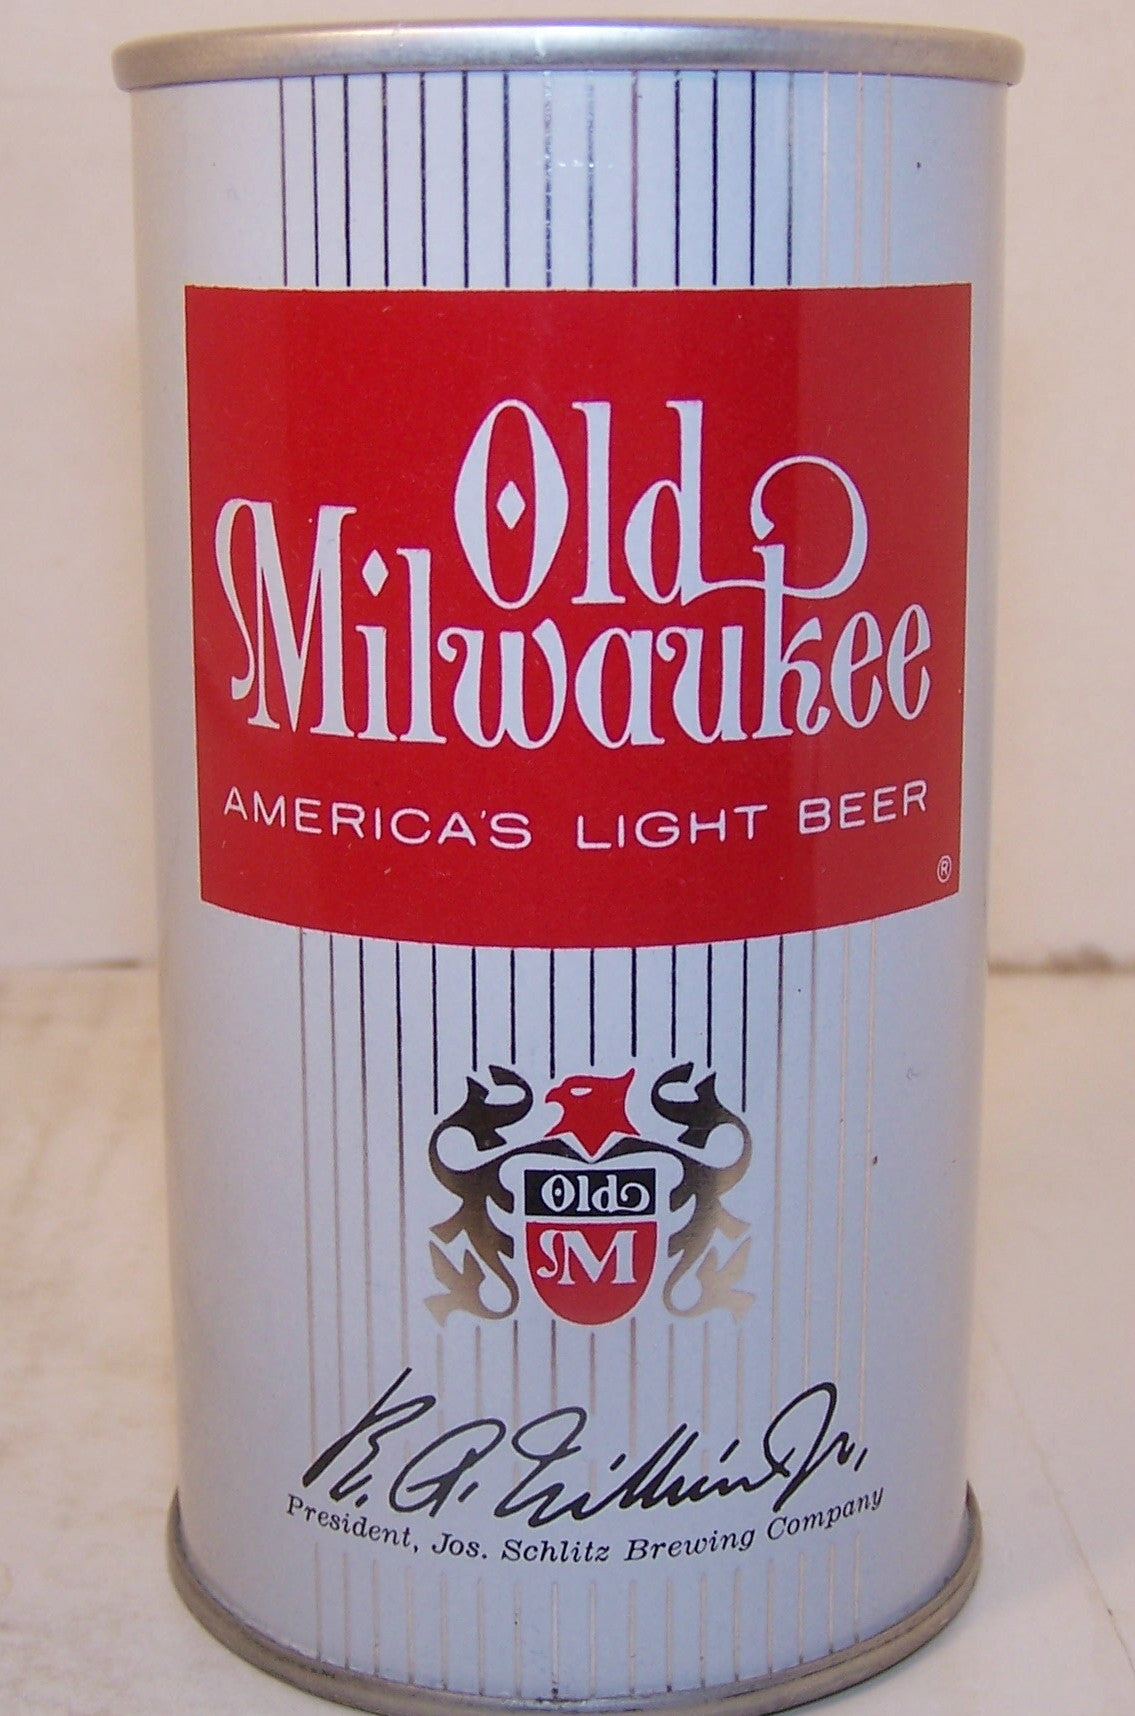 Old
Milwaukee
AMERICA'S LIGHT BEER
®
Old
M
President, Jos. Schlitz Brewing Company